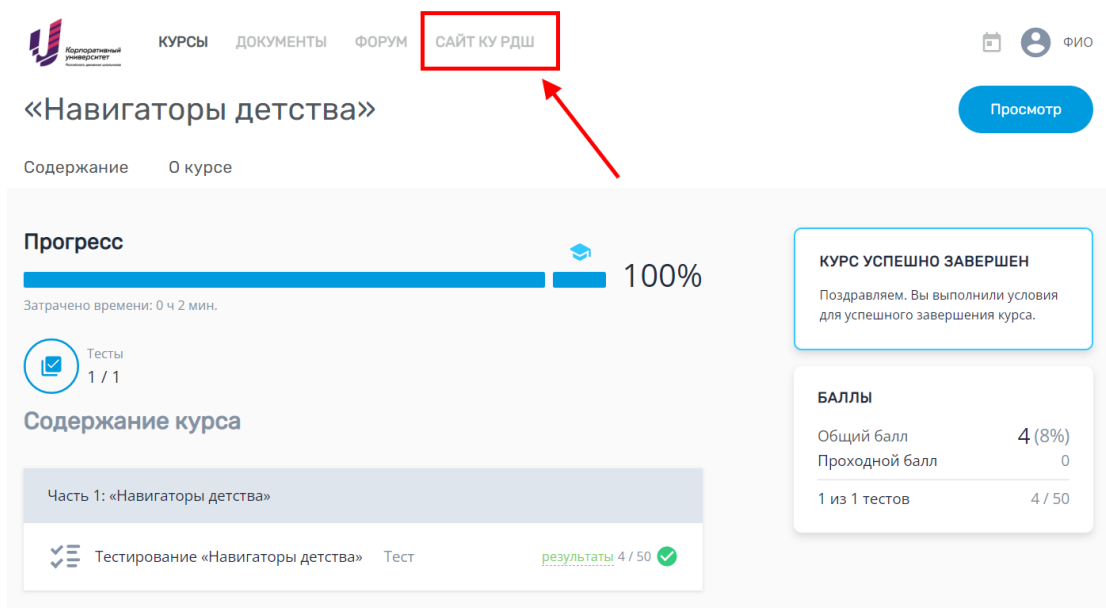 Корпоративный
университет
Российского движения школьников
КУРСЫ ДОКУМЕНТЫ ФОРУМ САЙТ КУ РДШ ФИО
«Навигаторы детства» Просмотр
Содержание О курсе
Прогресс
100%
Затрачено времени: 0 ч 2 мин.
Тесты
1 / 1
Содержание курса
Часть 1: «Навигаторы детства»
Тестирование «Навигаторы детства» Тест результаты 4 / 50
КУРС УСПЕШНО ЗАВЕРШЕН
Поздравляем. Вы выполнили условия
для успешного завершения курса.
БАЛЛЫ
Общий балл 4 (8%)
Проходной балл 0
1 из 1 тестов 4 / 50